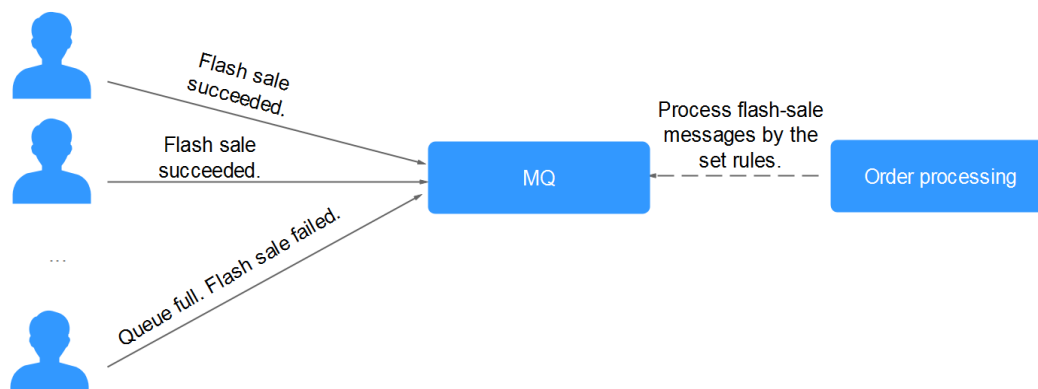 Flash sale
succeeded.
Flash sale
succeeded.
...
Queue full. Flash sale failed.
MQ
Process flash-sale
messages by the
set rules.
Order processing